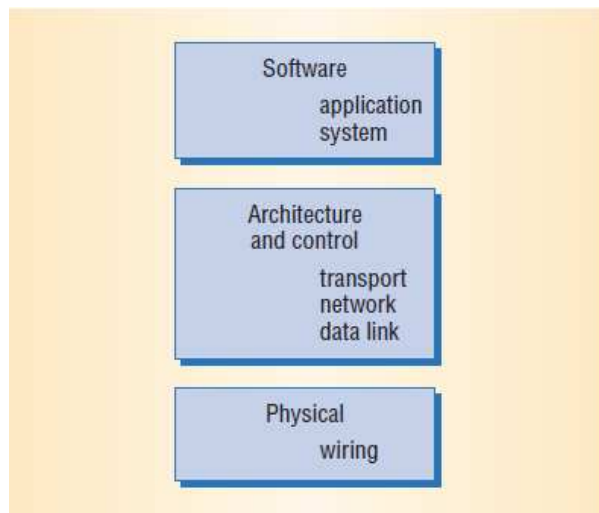 Software
application
system
Architecture
and control
transport
network
data link
Physical
wiring